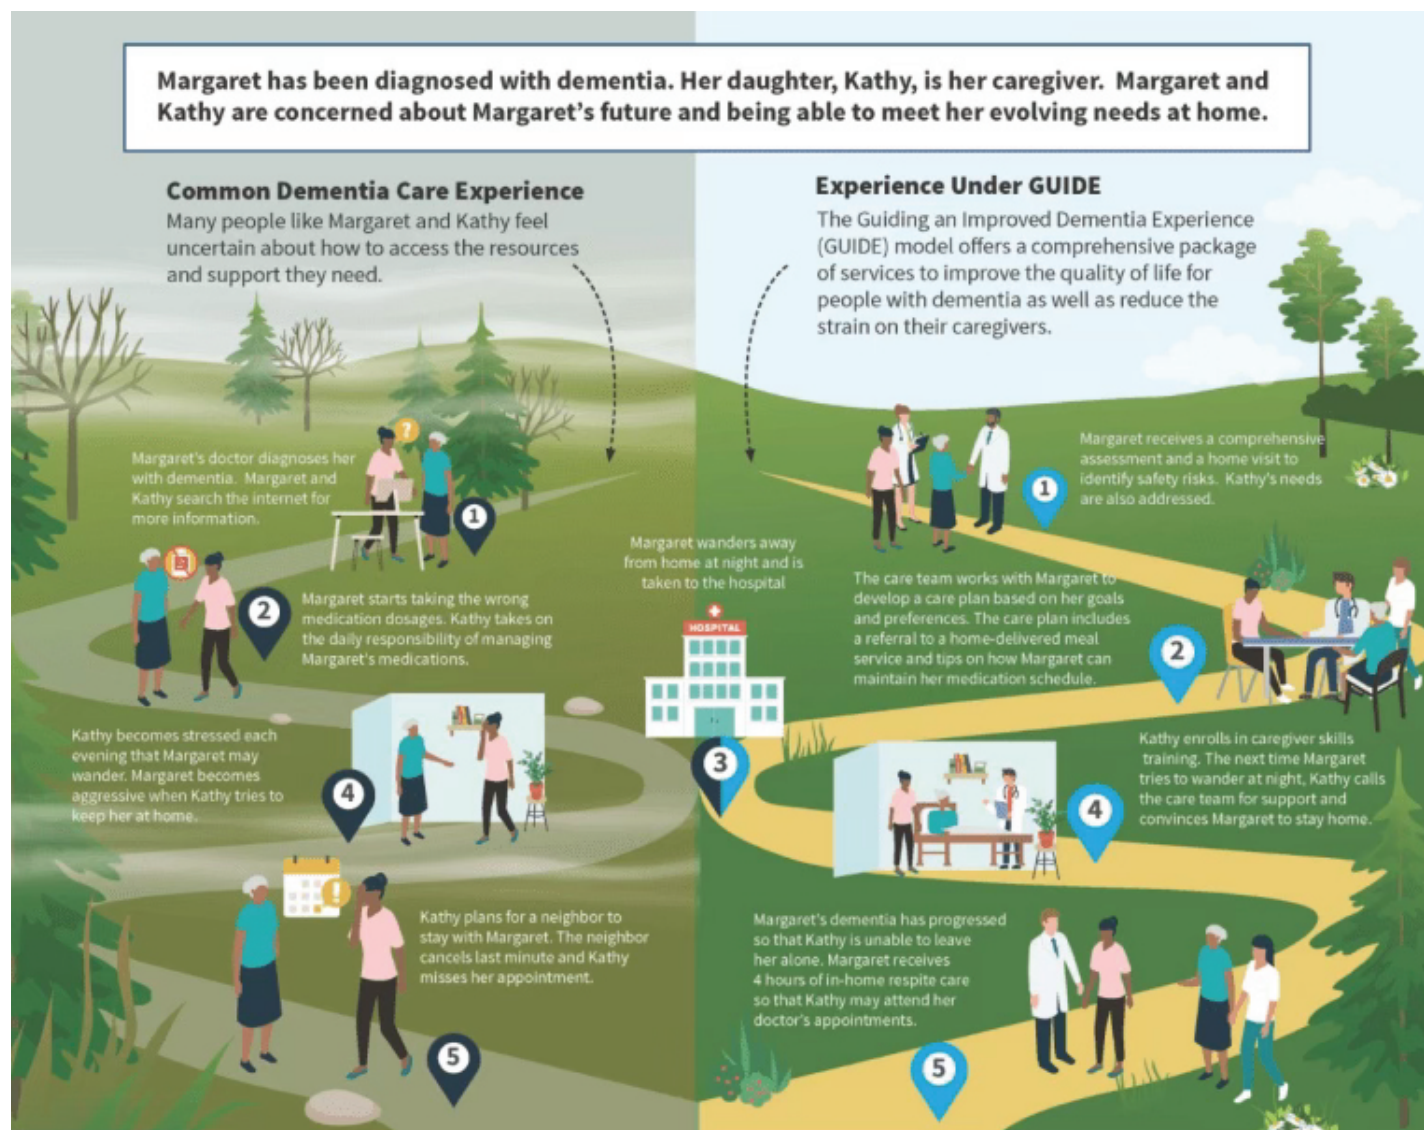 Margaret has been diagnosed with dementia. Her daughter, Kathy, is her caregiver. Margaret and
Kathy are concerned about Margaret's future and being able to meet her evolving needs at home.
Common Dementia Care Experience
Many people like Margaret and Kathy feel
uncertain about how to access the resources
and support they need.
Experience Under GUIDE
The Guiding an Improved Dementia Experience
(GUIDE) model offers a comprehensive package
of services to improve the quality of life for
people with dementia as well as reduce the
strain on their caregivers.
Margaret's doctor diagnoses her
with dementia. Margaret and
Kathy search the internet for
more information.
?
1
2
Margaret starts taking the wrong
medication dosages. Kathy takes on
the daily responsibility of managing
Margaret's medications.
Margaret wanders away
from home at night and is
taken to the hospital
HOSPITAL
3
Kathy becomes stressed each
evening that Margaret may
wander. Margaret becomes
aggressive when Kathy tries to
keep her at home.
4
!
Kathy plans for a neighbor to
stay with Margaret. The neighbor
cancels last minute and Kathy
misses her appointment.
5
1
Margaret receives a comprehensive
assessment and a home visit to
identify safety risks. Kathy's needs
are also addressed.
The care team works with Margaret to
develop a care plan based on her goals
and preferences. The care plan includes
a referral to a home-delivered meal
service and tips on how Margaret can
maintain her medication schedule.
2
4
Kathy enrolls in caregiver skills
training. The next time Margaret
tries to wander at night, Kathy calls
the care team for support and
convinces Margaret to stay home.
Margaret's dementia has progressed
so that Kathy is unable to leave
her alone. Margaret receives
4 hours of in-home respite care
so that Kathy may attend her
doctor's appointments.
5